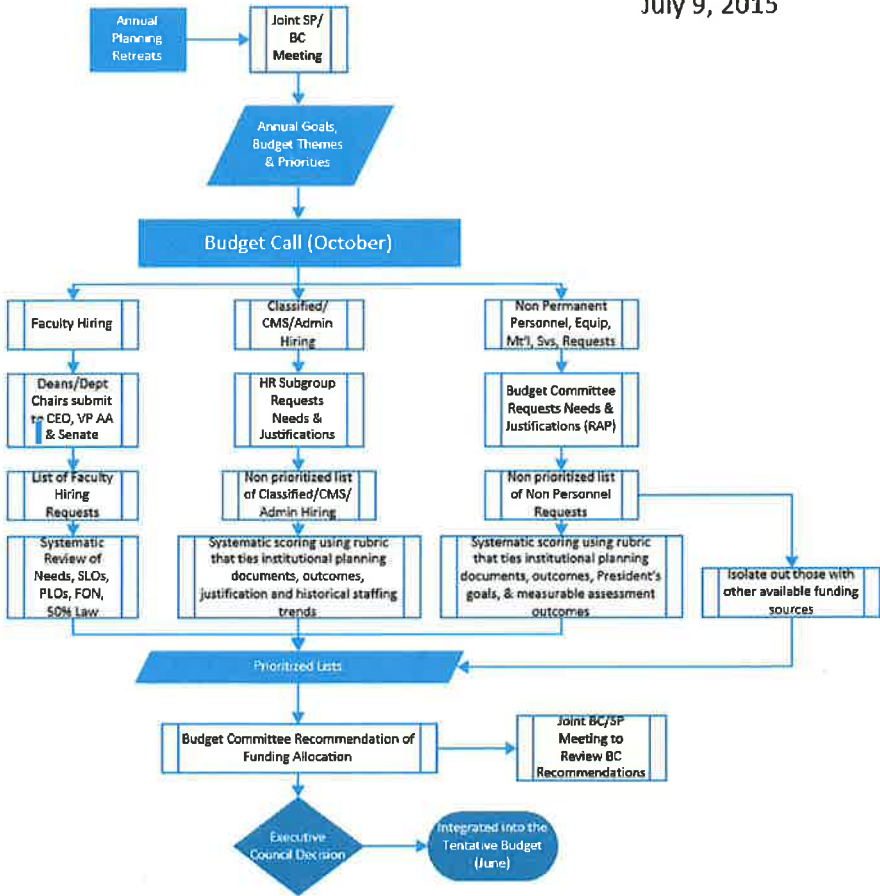 July 9, 2015
Annual
Planning
Retreats
Joint SP/
BC
Meeting
Annual Goals,
Budget Themes
& Priorities
Budget Call (October)
Faculty Hiring
Classified/
CMS/Admin
Hiring
Non Permanent
Personnel, Equip,
Mt'l, Svs, Requests
Deans/Dept
Chairs submit
to CEO, VP AA
& Senate
HR Subgroup
Requests
Needs &
Justifications
Budget Committee
Requests Needs &
Justifications (RAP)
List of Faculty
Hiring
Requests
Non prioritized list
of Classified/CMS/
Admin Hiring
Non prioritized list
of Non Personnel
Requests
Systematic
Review of
Needs, SLOs,
PLOs, FON,
50% Law
Systematic scoring using rubric
that ties institutional planning
documents, outcomes,
justification and historical staffing
trends
Systematic scoring using rubric
that ties institutional planning
documents, outcomes, President's
goals, & measurable assessment
outcomes
Isolate out those with
other available funding
sources
Prioritized Lists
Budget Committee Recommendation of
Funding Allocation
Joint BC/SP
Meeting to
Review BC
Recommendations
Executive
Council Decision
Integrated into the
Tentative Budget
(June)